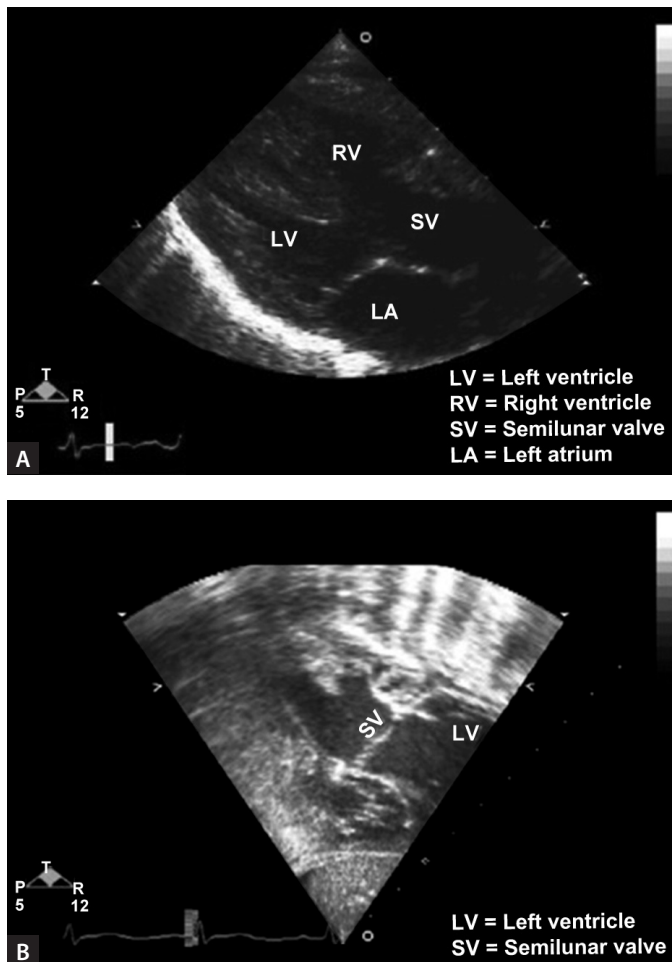 RV
SV
LV
LA
T
P R
5 12
A
LV = Left ventricle
RV = Right ventricle
SV = Semilunar valve
LA = Left atrium
SV
LV
T
P R
5 12
B
LV = Left ventricle
SV = Semilunar valve